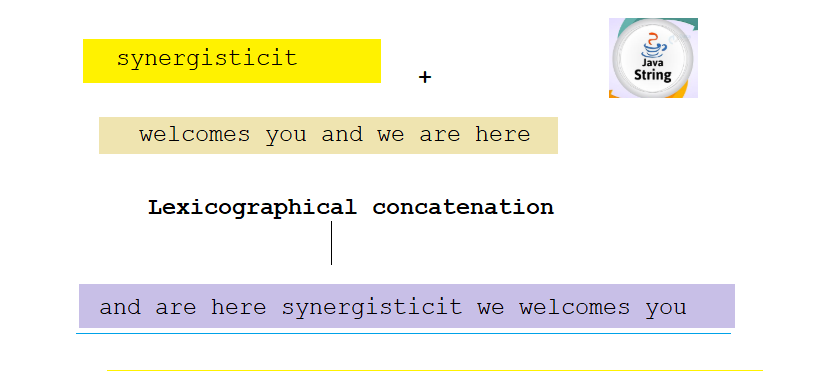 synergisticit
+
Java
String
welcomes you and we are here
Lexicographical concatenation
and are here synergisticit we welcomes you